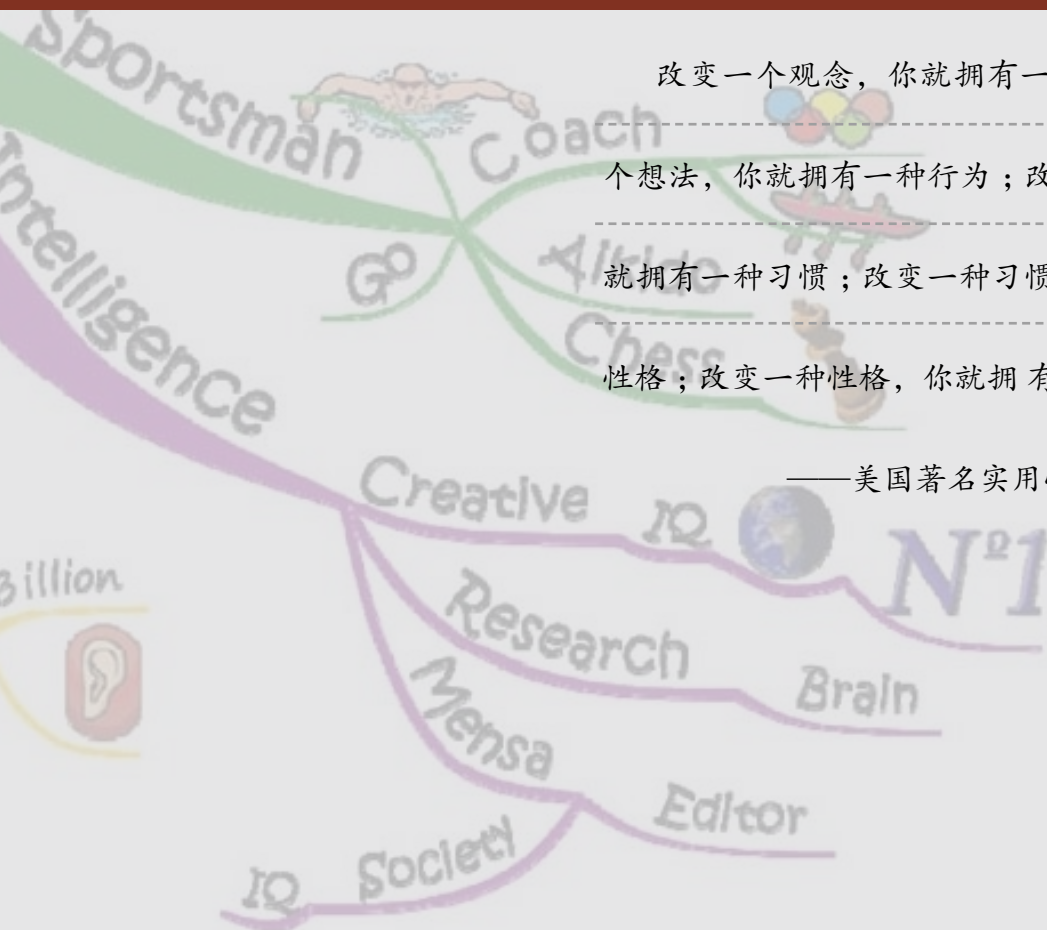 Sportsman
Coach
Go
Aikido
Chess
Intelligence
Creative
IQ
Nº1
Research
Brain
Mensa
Editor
Society
IQ
Billion
改变一个观念，你就拥有一
个想法，你就拥有一种行为；改
就拥有一种习惯；改变一种习惯
性格；改变一种性格，你就拥有
——美国著名实用